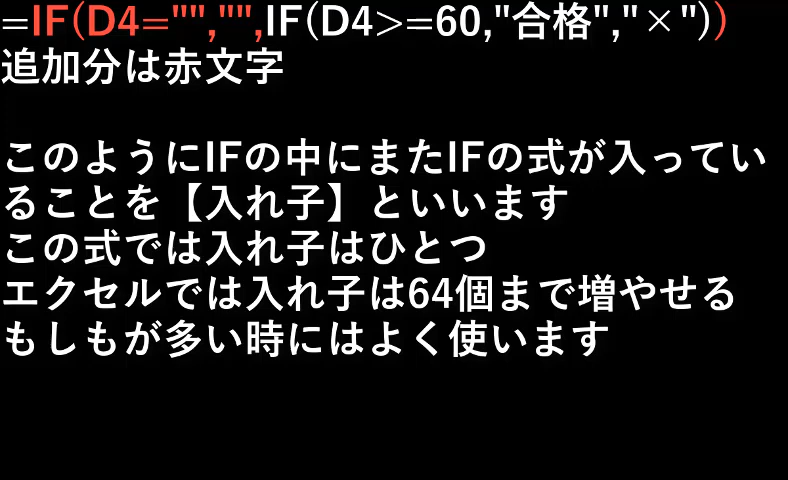 =IF(D4="","",IF(D4>=60,"合格","×"))
追加分は赤文字
このようにIFの中にまたIFの式が入ってい
ることを【入れ子】といいます
この式では入れ子はひとつ
エクセルでは入れ子は64個まで増やせる
もしもが多い時にはよく使います